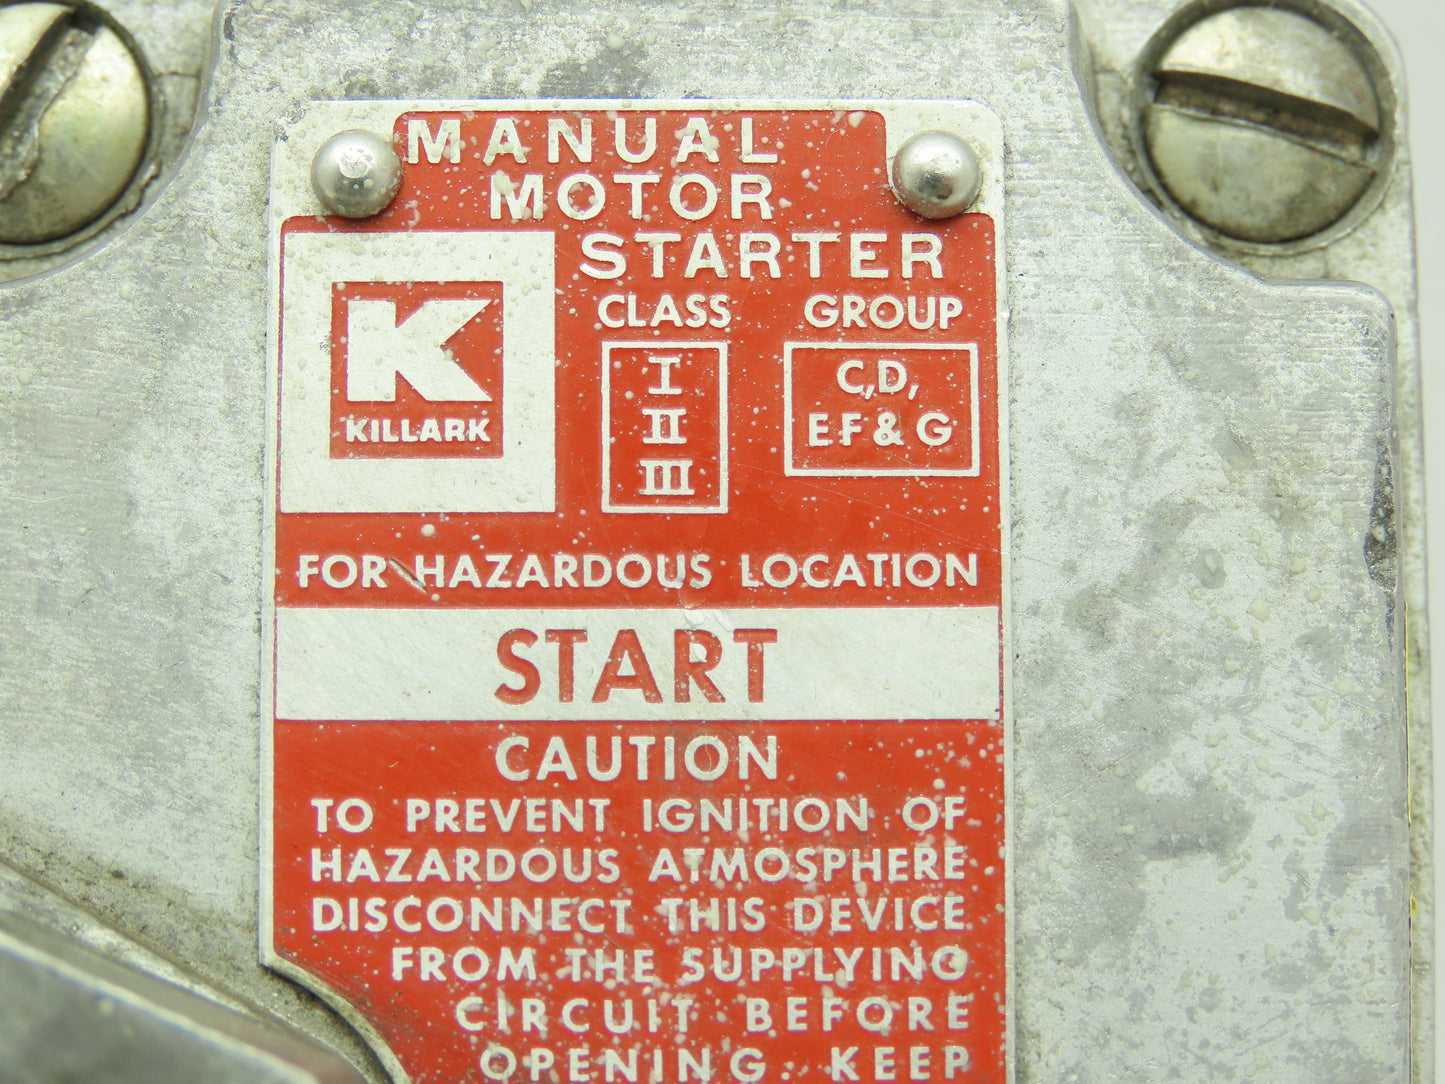 MANUAL
MOTOR
STARTER
K
KILLARK
CLASS
I
II
III
GROUP
C,D,
E F & G
FOR HAZARDOUS LOCATION
START
CAUTION
TO PREVENT IGNITION OF
HAZARDOUS ATMOSPHERE
DISCONNECT THIS DEVICE
FROM THE SUPPLYING
CIRCUIT BEFORE
OPENING. KEEP